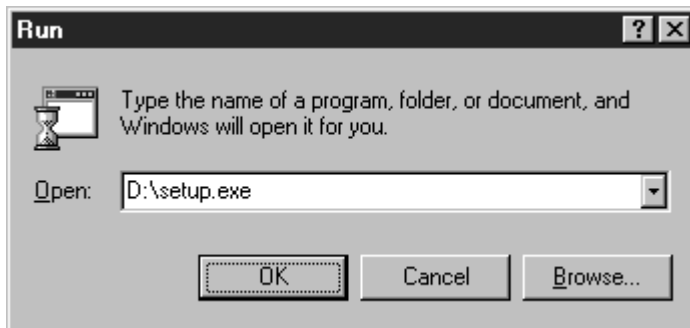 Run
Type the name of a program, folder, or document, and
Windows will open it for you.
Open: D:\setup.exe
OK Cancel Browse...